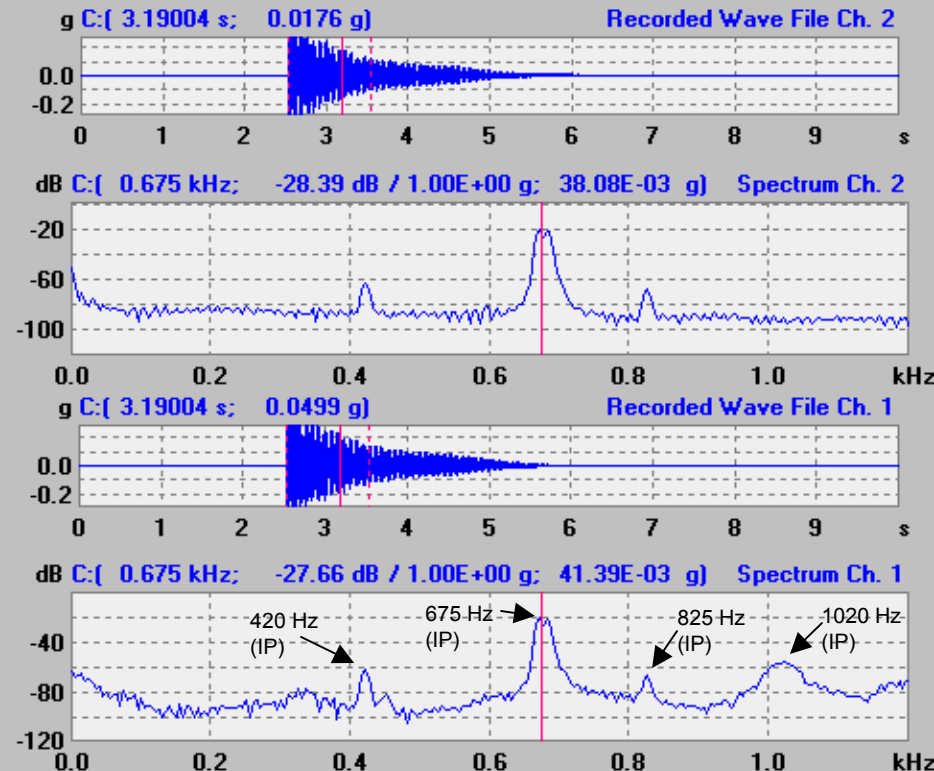 g C:( 3.19004 s; 0.0176 g) Recorded Wave File Ch. 2
0.0
-0.2
0 1 2 3 4 5 6 7 8 9 s
dB C:( 0.675 kHz; -28.39 dB / 1.00E+00 g; 38.08E-03 g) Spectrum Ch. 2
-20
-60
-100
0.0 0.2 0.4 0.6 0.8 1.0 kHz
g C:( 3.19004 s; 0.0499 g) Recorded Wave File Ch. 1
0.0
-0.2
0 1 2 3 4 5 6 7 8 9 s
dB C:( 0.675 kHz; -27.66 dB / 1.00E+00 g; 41.39E-03 g) Spectrum Ch. 1
420 Hz
(IP)
675 Hz
(IP)
825 Hz
(IP)
1020 Hz
(IP)
-40
-80
-120
0.0 0.2 0.4 0.6 0.8 1.0 kHz